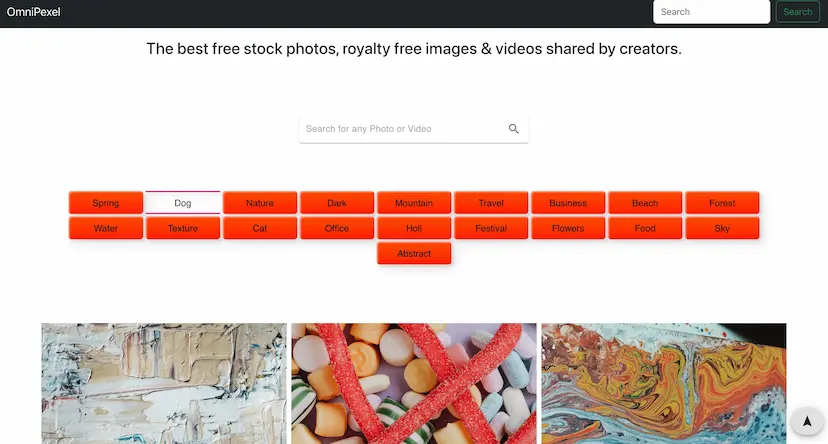 OmniPexel Search Search
The best free stock photos, royalty free images & videos shared by creators.
Search for any Photo or Video
Spring Dog Nature Dark Mountain Travel Business Beach Forest
Water Texture Cat Office Holi Festival Flowers Food Sky
Abstract